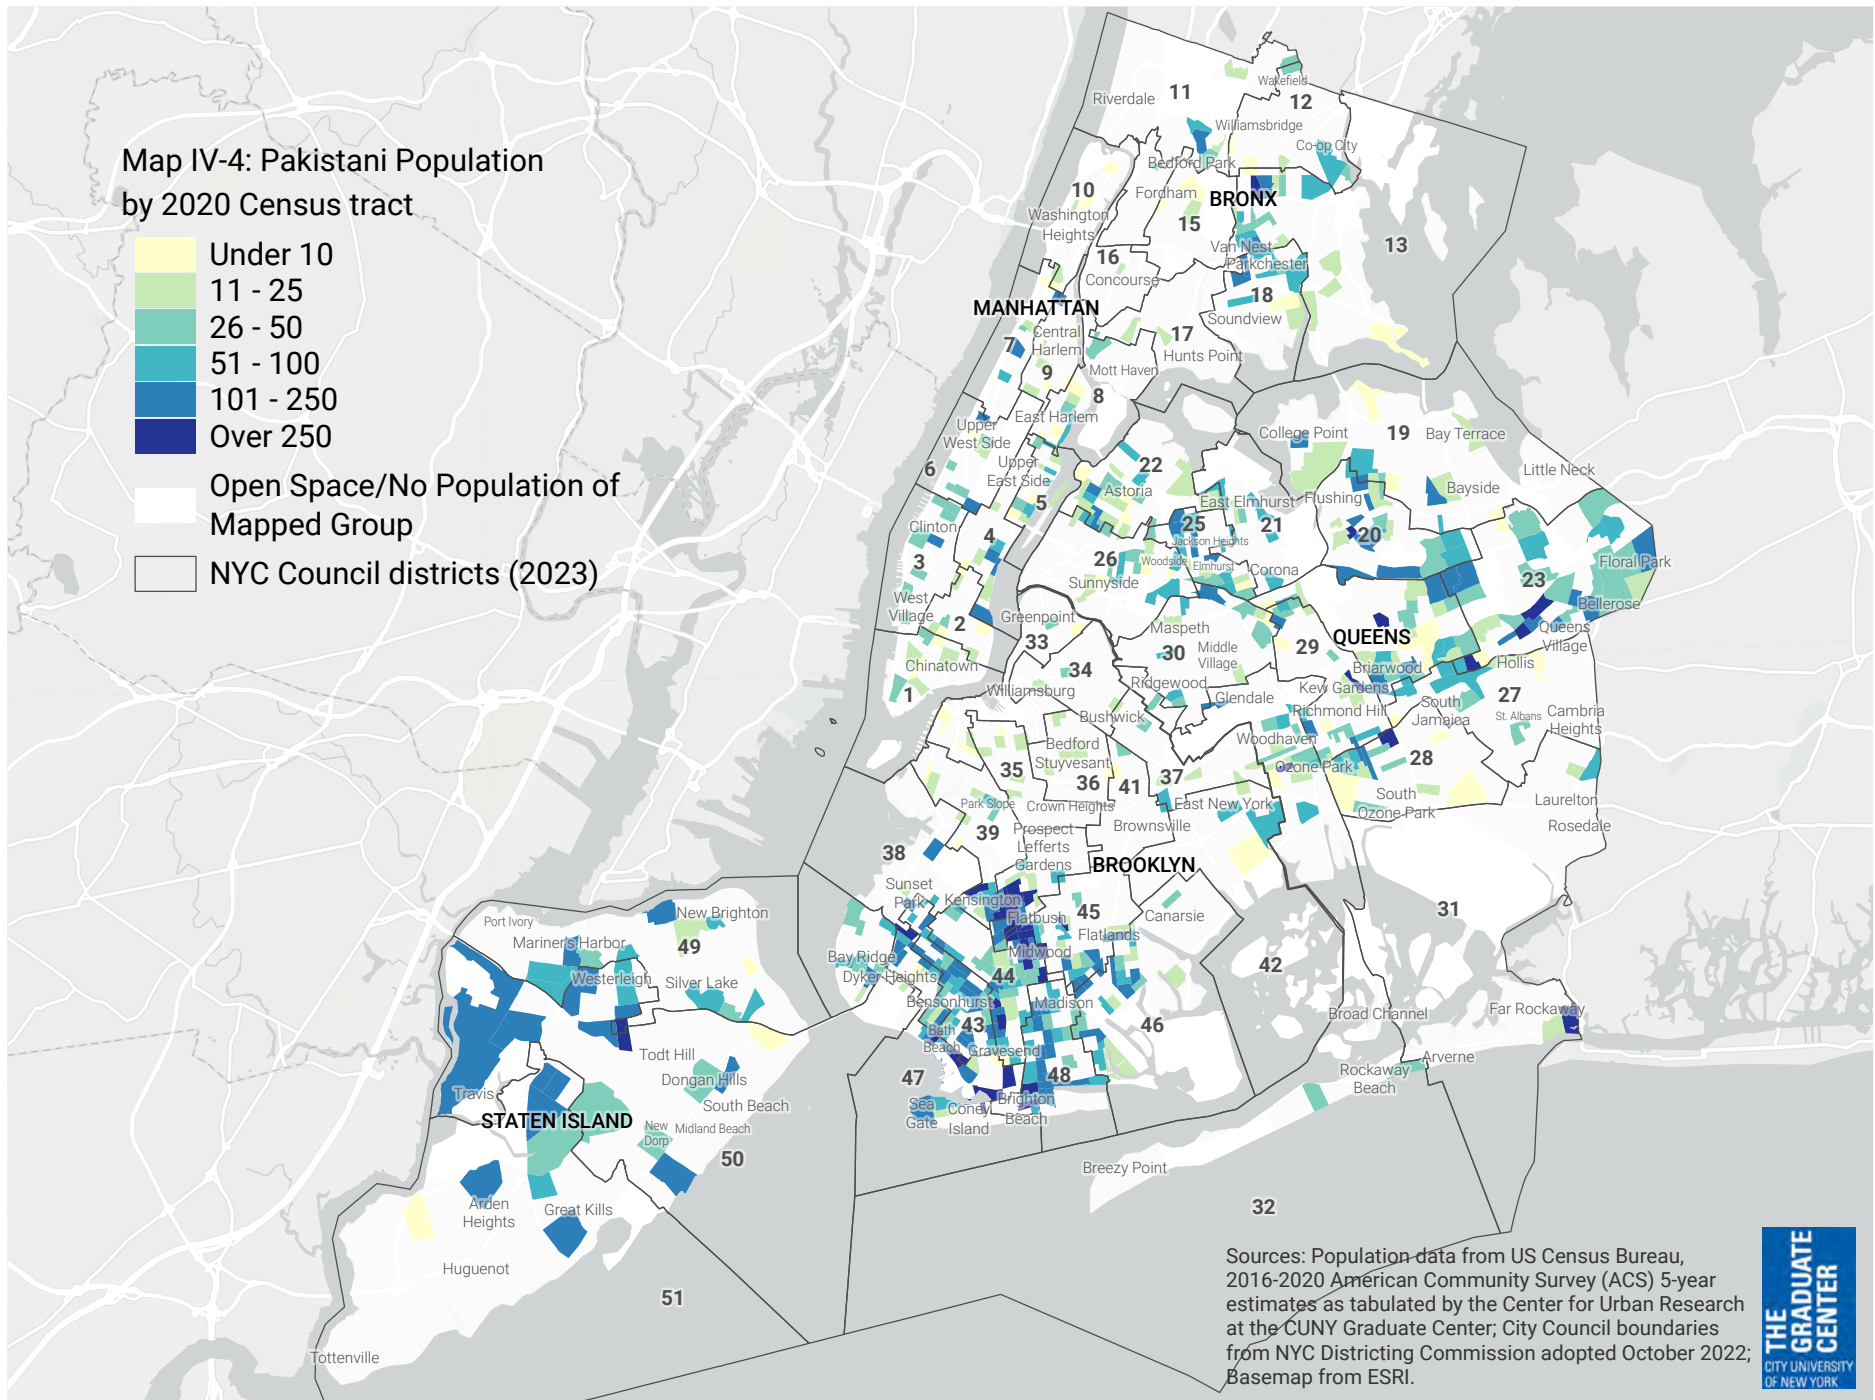 Map IV-4: Pakistani Population
by 2020 Census tract
Under 10
11 - 25
26 - 50
51 - 100
101 - 250
Over 250
Open Space/No Population of
Mapped Group
NYC Council districts (2023)
Wakefield
11
Riverdale
12
Williamsbridge
Co-op City
Bedford Park
10
Fordham
BRONX
Washington
Heights
15
13
Van Nest
16
Parkchester
Concourse
18
MANHATTAN
Soundview
Central
Harlem
7
17
Hunts Point
9
Mott Haven
8
East Harlem
Upper
West Side
College Point
19
Bay Terrace
6
Upper
East Side
22
Little Neck
5
Astoria
Bayside
East Elmhurst
Flushing
Clinton
25
21
4
20
Jackson Heights
3
26
Woodside
Elmhurst
Corona
Floral Park
Sunnyside
23
West
Village
Bellerose
2
Greenpoint
Maspeth
Queens
Village
33
QUEENS
30
Middle
Village
29
Chinatown
34
Briarwood
Hollis
Ridgewood
Kew Gardens
1
Williamsburg
Glendale
27
Richmond Hill
South
Jamaica
Bushwick
St. Albans
Cambria
Heights
Woodhaven
Bedford
Stuyvesant
28
35
Ozone Park
36
41
37
South
Ozone Park
Park Slope
Crown Heights
East New York
Laurelton
39
Prospect
Lefferts
Gardens
Brownsville
Rosedale
38
BROOKLYN
Sunset
Park
Kensington
Port Ivory
New Brighton
Flatbush
45
Canarsie
31
49
Mariner's Harbor
Flatlands
Midwood
Bay Ridge
44
42
Westerleigh
Silver Lake
Dyker Heights
Bensonhurst
Madison
Broad Channel
Far Rockaway
Bath
Beach
43
46
Todt Hill
Gravesend
Arverne
Dongan Hills
47
48
Rockaway
Beach
Travis
South Beach
Sea
Gate
Coney
Island
Brighton
Beach
STATEN ISLAND
New
Dorp
Midland Beach
50
Breezy Point
Arden
Heights
Great Kills
32
Huguenot
51
Tottenville
Sources: Population data from US Census Bureau,
2016-2020 American Community Survey (ACS) 5-year
estimates as tabulated by the Center for Urban Research
at the CUNY Graduate Center; City Council boundaries
from NYC Districting Commission adopted October 2022;
Basemap from ESRI.
THE
GRADUATE
CENTER
CITY UNIVERSITY
OF NEW YORK